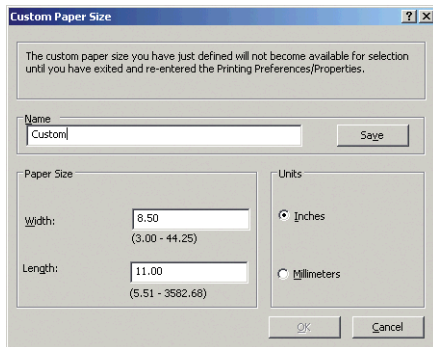 Custom Paper Size
The custom paper size you have just defined will not become available for selection
until you have exited and re-entered the Printing Preferences/Properties.
Name
Custom
Save
Paper Size
Width:
8.50
(3.00 - 44.25)
Length:
11.00
(5.51 - 3582.68)
Units
Inches
Millimeters
OK
Cancel